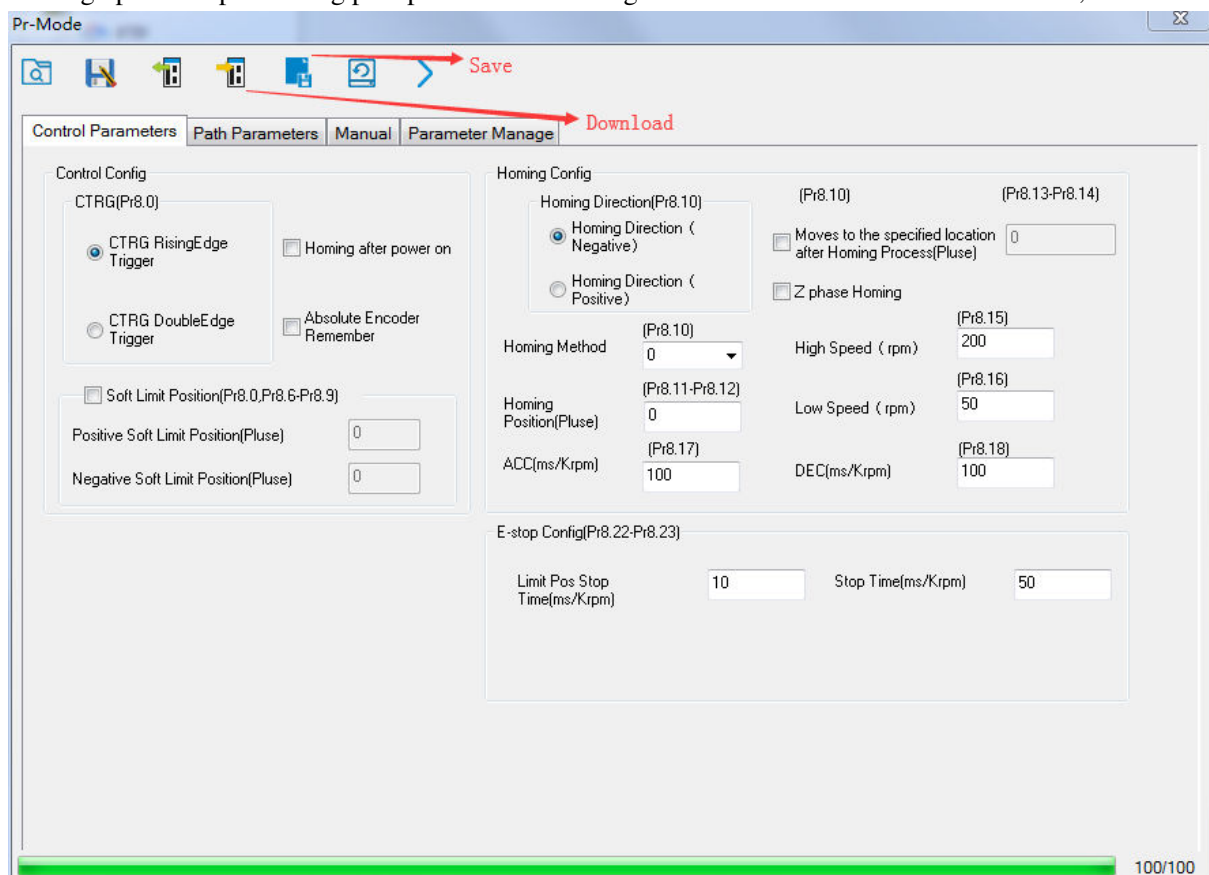 Pr-Mode
Save
Download
Control Parameters Path Parameters Manual Parameter Manage
Control Config
CTRG(Pr8.0)
CTRG RisingEdge
Trigger
Homing after power on
CTRG DoubleEdge
Trigger
Absolute Encoder
Remember
Soft Limit Position(Pr8.0,Pr8.6-Pr8.9)
Positive Soft Limit Position(Pluse) 0
Negative Soft Limit Position(Pluse) 0
Homing Config
Homing Direction(Pr8.10)
Homing Direction (
Negative)
Homing Direction (
Positive)
(Pr8.10) (Pr8.13-Pr8.14)
Moves to the specified location
after Homing Process(Pluse)
0
Z phase Homing
(Pr8.10)
Homing Method 0
(Pr8.15)
High Speed ( rpm) 200
(Pr8.11-Pr8.12)
Homing
Position(Pluse)
0
(Pr8.16)
Low Speed ( rpm) 50
(Pr8.17)
ACC(ms/Krpm) 100
(Pr8.18)
DEC(ms/Krpm) 100
E-stop Config(Pr8.22-Pr8.23)
Limit Pos Stop
Time(ms/Krpm)
10
Stop Time(ms/Krpm) 50
100/100